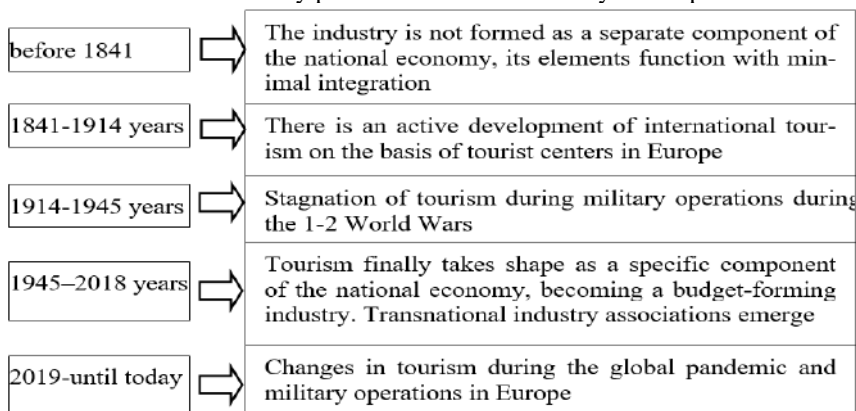 before 1841
The industry is not formed as a separate component
of the national economy, its elements function with min-
imal integration
1841-1914 years
There is an active development of international tour-
ism on the basis of tourist centers in Europe
1914-1945 years
Stagnation of tourism during military operations during
the 1-2 World Wars
1945–2018 years
Tourism finally takes shape as a specific component
of the national economy, becoming a budget-forming
industry. Transnational industry associations emerge
2019-until today
Changes in tourism during the global pandemic and
military operations in Europe